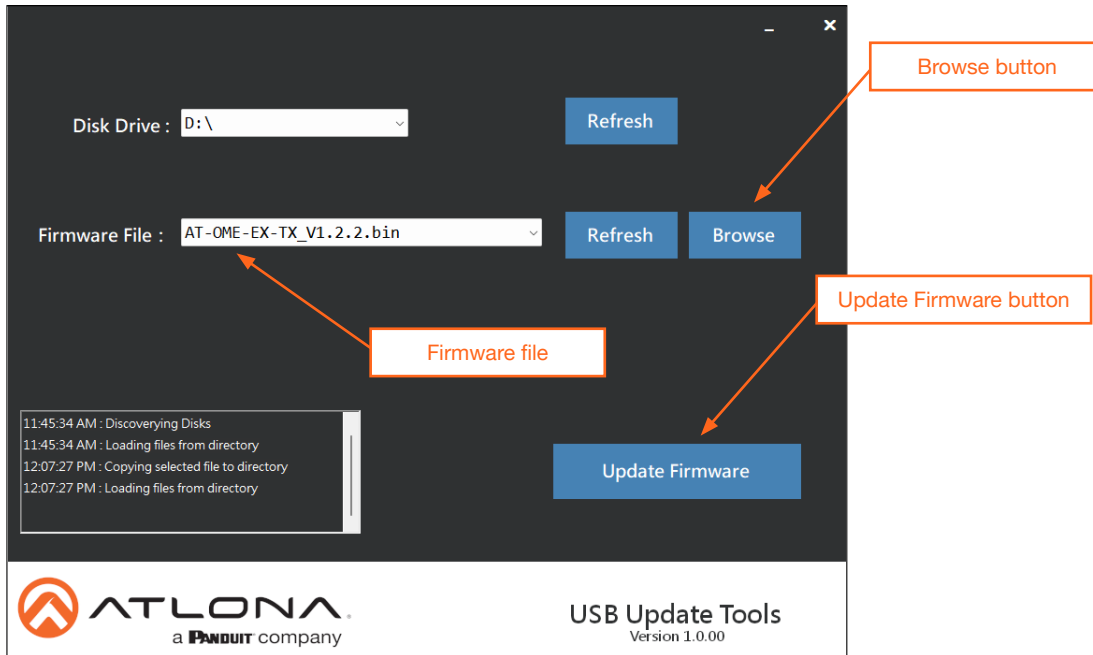 Browse button
Disk Drive : D:\ Refresh
Firmware File : AT-OME-EX-TX_V1.2.2.bin Refresh Browse
Update Firmware button
Firmware file
11:45:34 AM : Discoverying Disks
11:45:34 AM : Loading files from directory
12:07:27 PM : Copying selected file to directory
12:07:27 PM : Loading files from directory
Update Firmware
ATLONA.
a PANDUIT company
USB Update Tools
Version 1.0.00